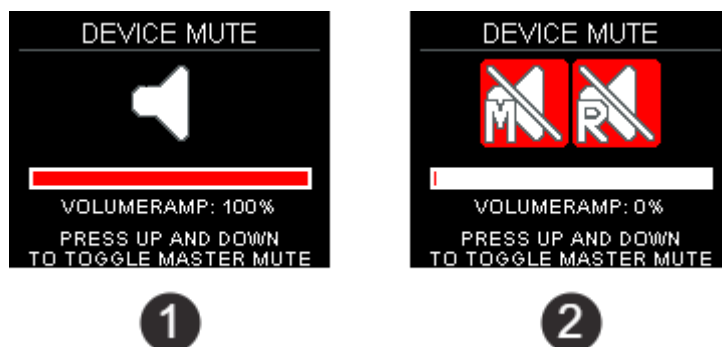 DEVICE MUTE
VOLUMERAMP: 100%
PRESS UP AND DOWN
TO TOGGLE MASTER MUTE
1
DEVICE MUTE
M R
VOLUMERAMP: 0%
PRESS UP AND DOWN
TO TOGGLE MASTER MUTE
2